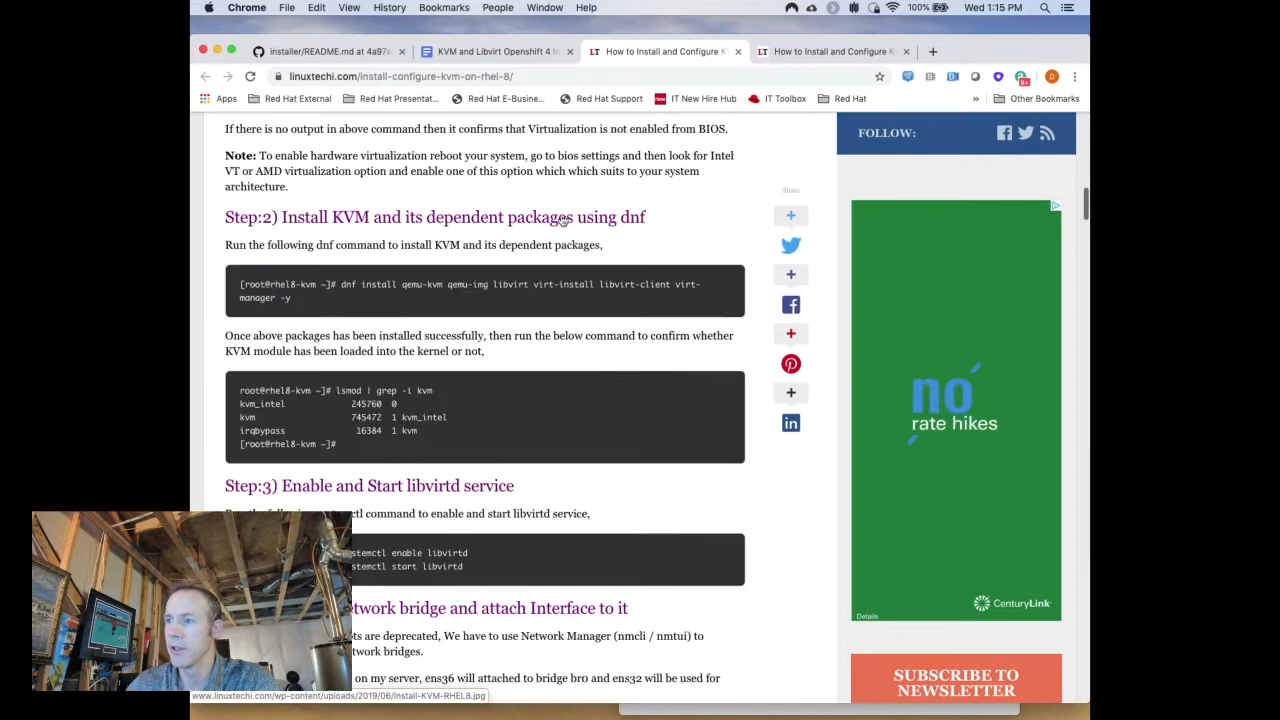 Chrome File Edit View History Bookmarks People Window Help 100% Wed 1:15 PM
installer/README.md at 4a97e
KVM and Libvirt Openshift 4 In
LT How to Install and Configure K
LT How to Install and Configure K
linuxtechi.com/install-configure-kvm-on-rhel-8/
Apps Red Hat External Red Hat Presentat... Red Hat E-Busine... Red Hat Support IT New Hire Hub IT Toolbox Red Hat » Other Bookmarks
If there is no output in above command then it confirms that Virtualization is not enabled from BIOS.
Note: To enable hardware virtualization reboot your system, go to bios settings and then look for Intel
VT or AMD virtualization option and enable one of this option which which suits to your system
architecture.
Step:2) Install KVM and its dependent packages using dnf
Run the following dnf command to install KVM and its dependent packages,
[root@rhel8-kvm ~]# dnf install qemu-kvm qemu-img libvirt virt-install libvirt-client virt-
manager -y
Once above packages has been installed successfully, then run the below command to confirm whether
KVM module has been loaded into the kernel or not,
root@rhel8-kvm ~]# lsmod | grep -i kvm
kvm_intel 245760 0
kvm 745472 1 kvm_intel
irqbypass 16384 1 kvm
[root@rhel8-kvm ~]#
Step:3) Enable and Start libvirtd service
ctl command to enable and start libvirtd service,
stemctl enable libvirtd
stemctl start libvirtd
etwork bridge and attach Interface to it
ots are deprecated, We have to use Network Manager (nmcli / nmtui) to
twork bridges.
on my server, ens36 will attached to bridge br0 and ens32 will be used for
www.linuxtechi.com/wp-content/uploads/2019/06/Install-KVM-RHEL8.jpg
Share
FOLLOW:
no
rate hikes
CenturyLink
Details
SUBSCRIBE TO
NEWSLETTER